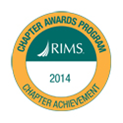 CHAPTER AWARDS PROGRAM
RIMS
2014
CHAPTER ACHIEVEMENT